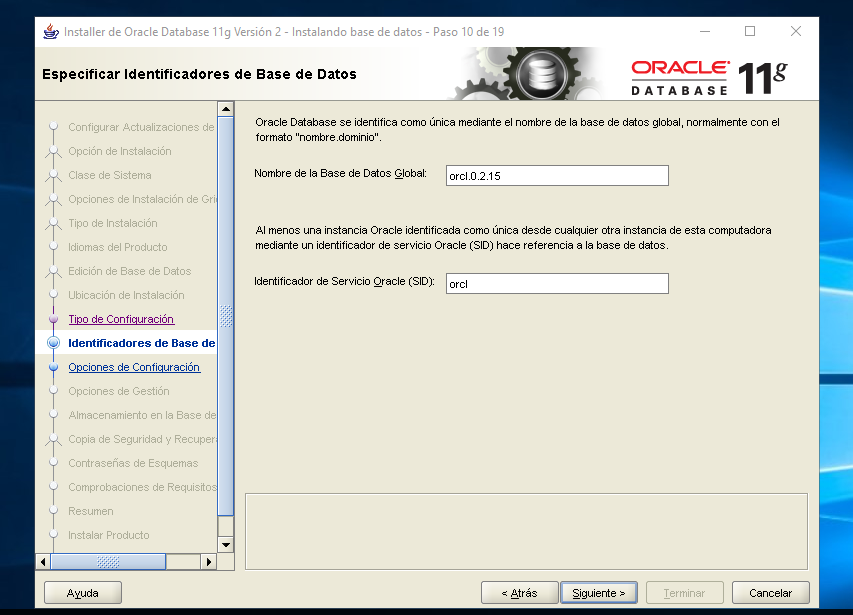 Installer de Oracle Database 11g Versión 2 - Instalando base de datos - Paso 10 de 19
Especificar Identificadores de Base de Datos
ORACLE
DATABASE
11g
Configurar Actualizaciones de
Opción de Instalación
Clase de Sistema
Opciones de Instalación de Gri
Tipo de Instalación
Idiomas del Producto
Edición de Base de Datos
Ubicación de Instalación
Tipo de Configuración
Identificadores de Base de
Opciones de Configuración
Opciones de Gestión
Almacenamiento en la Base de
Copia de Seguridad y Recupera
Contraseñas de Esquemas
Comprobaciones de Requisitos
Resumen
Instalar Producto
Oracle Database se identifica como única mediante el nombre de la base de datos global, normalmente con el
formato "nombre.dominio".
Nombre de la Base de Datos Global:
orcl.0.2.15
Al menos una instancia Oracle identificada como única desde cualquier otra instancia de esta computadora
mediante un identificador de servicio Oracle (SID) hace referencia a la base de datos.
Identificador de Servicio Oracle (SID):
orcl
Ayuda
< Atrás
Siguiente >
Terminar
Cancelar